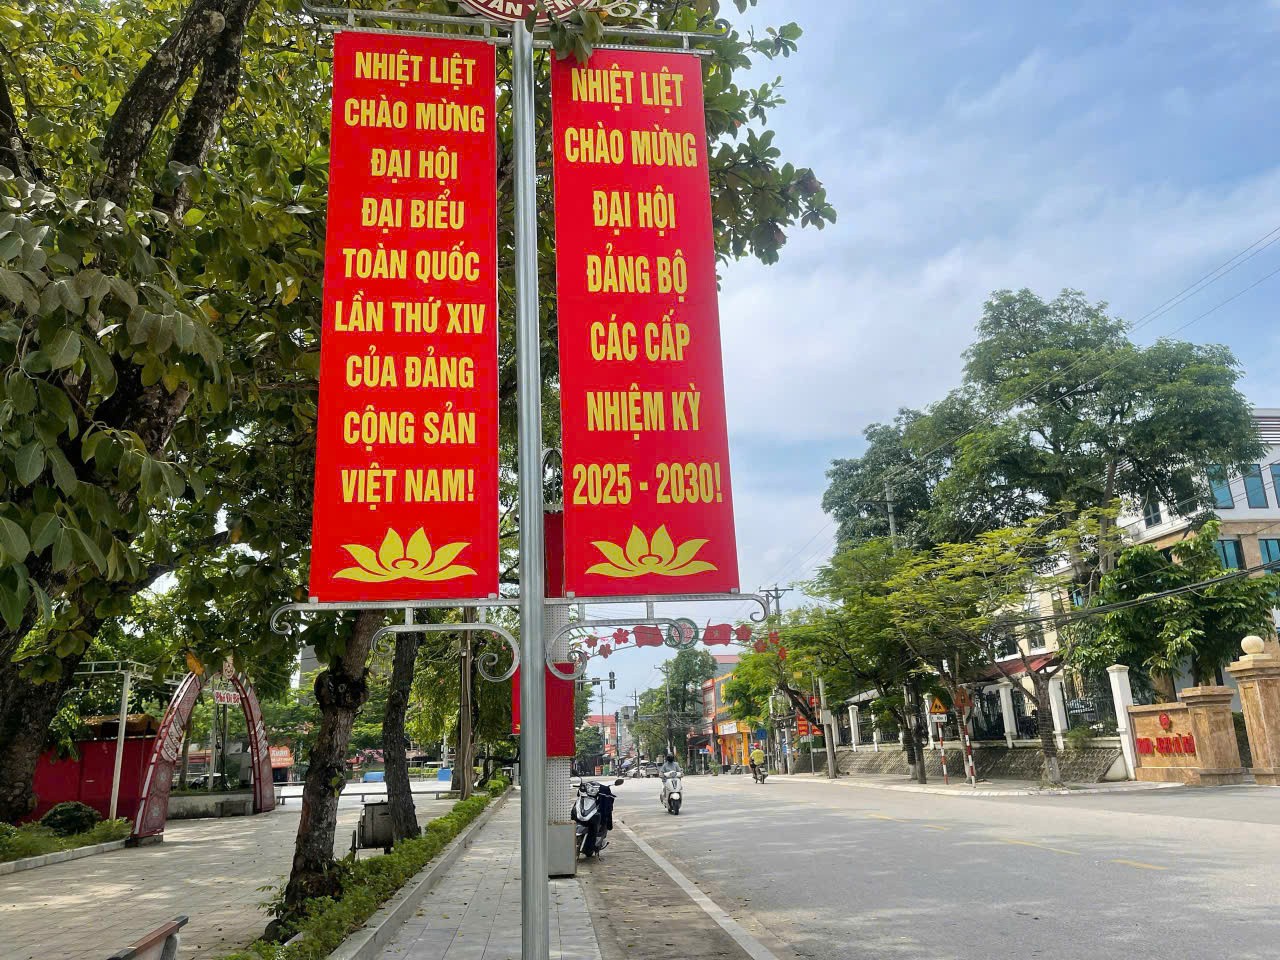 NHIỆT LIỆT
CHÀO MỪNG
ĐẠI HỘI
ĐẠI BIỂU
TOÀN QUỐC
LẦN THỨ XIV
CỦA ĐẢNG
CỘNG SẢN
VIỆT NAM!
NHIỆT LIỆT
CHÀO MỪNG
ĐẠI HỘI
ĐẢNG BỘ
CÁC CẤP
NHIỆM KỲ
2025 - 2030!